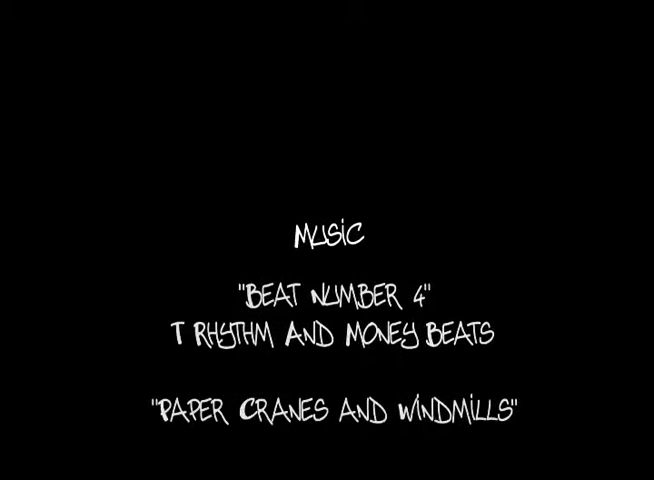 MUSiC
"BEAT NUMBER 4"
T RHYTHM AND MONEY BEATS
"PAPER CRANES AND WiNDMiLLS"